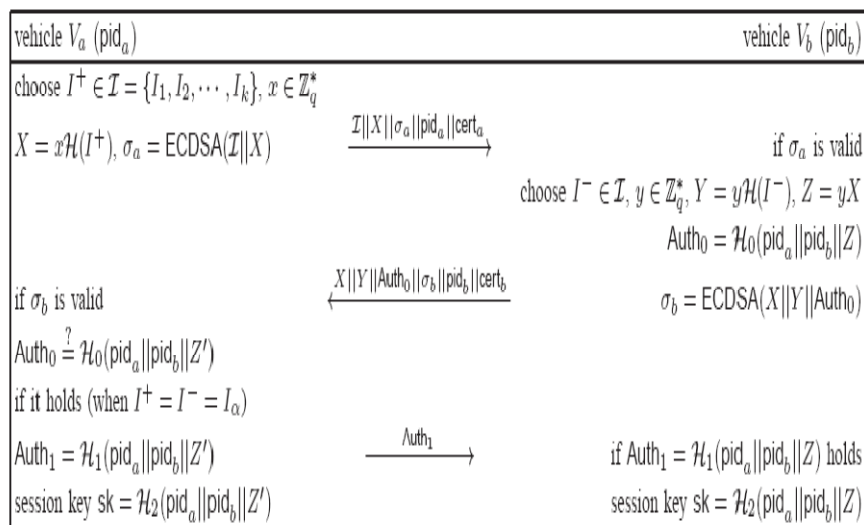 vehicle V_a (pid_a) vehicle V_b (pid_b)
choose I^+ ∈ 𝓘 = {I_1, I_2, ⋯, I_k}, x ∈ ℤ_q^*
X = xℋ(I^+), σ_a = ECDSA(𝓘||X) 𝓘||X||σ_a||pid_a||cert_a → if σ_a is valid
choose I^- ∈ 𝓘, y ∈ ℤ_q^*, Y = yℋ(I^-), Z = yX
Auth_0 = ℋ_0(pid_a||pid_b||Z)
if σ_b is valid ← X||Y||Auth_0||σ_b||pid_b||cert_b σ_b = ECDSA(X||Y||Auth_0)
Auth_0 ≟ ℋ_0(pid_a||pid_b||Z′)
if it holds (when I^+ = I^- = I_α)
Auth_1 = ℋ_1(pid_a||pid_b||Z′) Auth_1 → if Auth_1 = ℋ_1(pid_a||pid_b||Z) holds
session key sk = ℋ_2(pid_a||pid_b||Z′) session key sk = ℋ_2(pid_a||pid_b||Z)